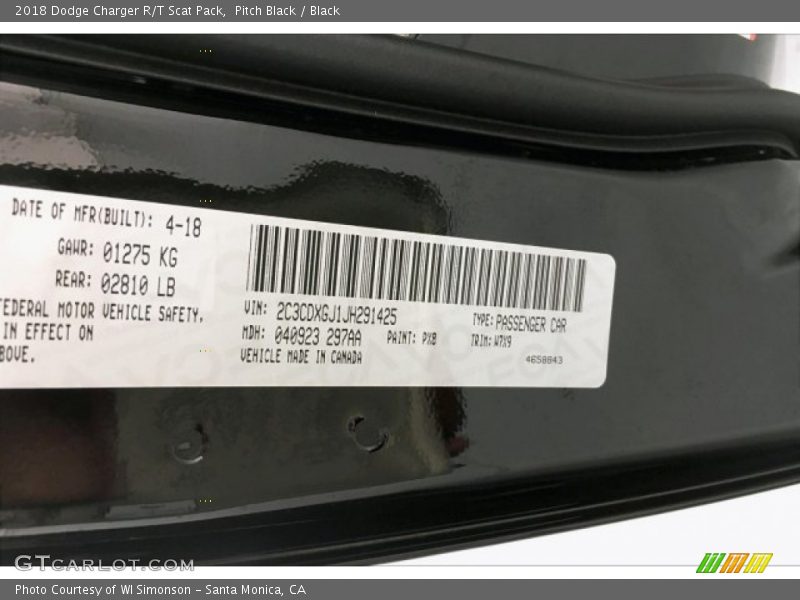 2018 Dodge Charger R/T Scat Pack,  Pitch Black / Black
DATE OF MFR(BUILT): 4-18
GAWR: 01275 KG
REAR: 02810 LB
FEDERAL MOTOR VEHICLE SAFETY,
IN EFFECT ON
BOVE.
VIN: 2C3CDXGJ1JH291425
TYPE: PASSENGER CAR
MDH: 040923 297AA
PAINT: PX8
TRIM: W7X9
VEHICLE MADE IN CANADA
4658843
GTCARLOT.COM
Photo Courtesy of WI Simonson - Santa Monica, CA